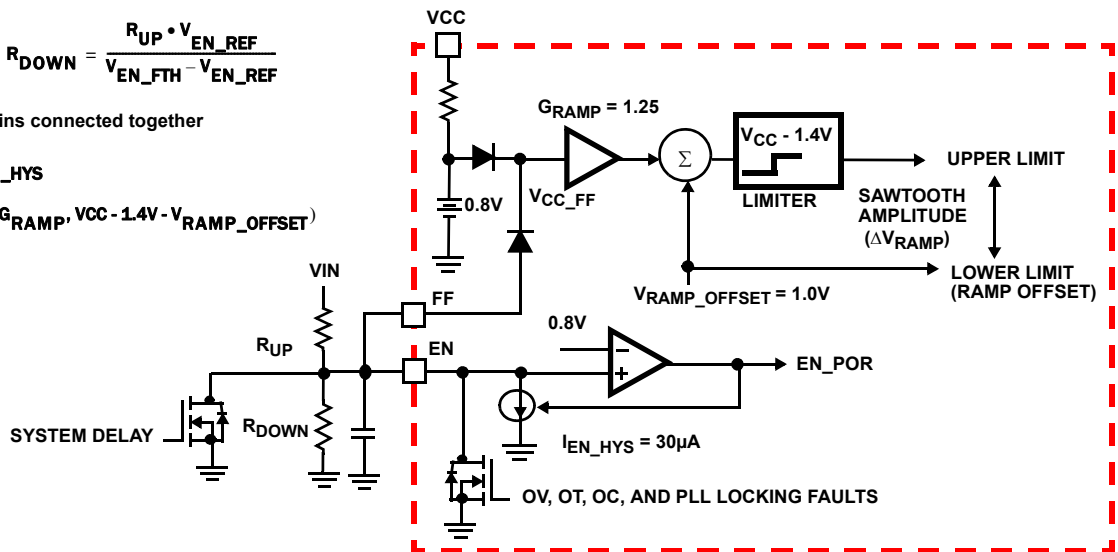 R_DOWN = R_UP • V_EN_REF / V_EN_FTH – V_EN_REF
ins connected together
_HYS
G_RAMP, VCC - 1.4V - V_RAMP_OFFSET)
VCC
G_RAMP = 1.25
0.8V
V_CC_FF
Σ
V_CC - 1.4V
LIMITER
UPPER LIMIT
SAWTOOTH
AMPLITUDE
(ΔV_RAMP)
LOWER LIMIT
(RAMP OFFSET)
V_RAMP_OFFSET = 1.0V
VIN
FF
R_UP
EN
0.8V
−
+
EN_POR
SYSTEM DELAY
R_DOWN
I_EN_HYS = 30µA
OV, OT, OC, AND PLL LOCKING FAULTS